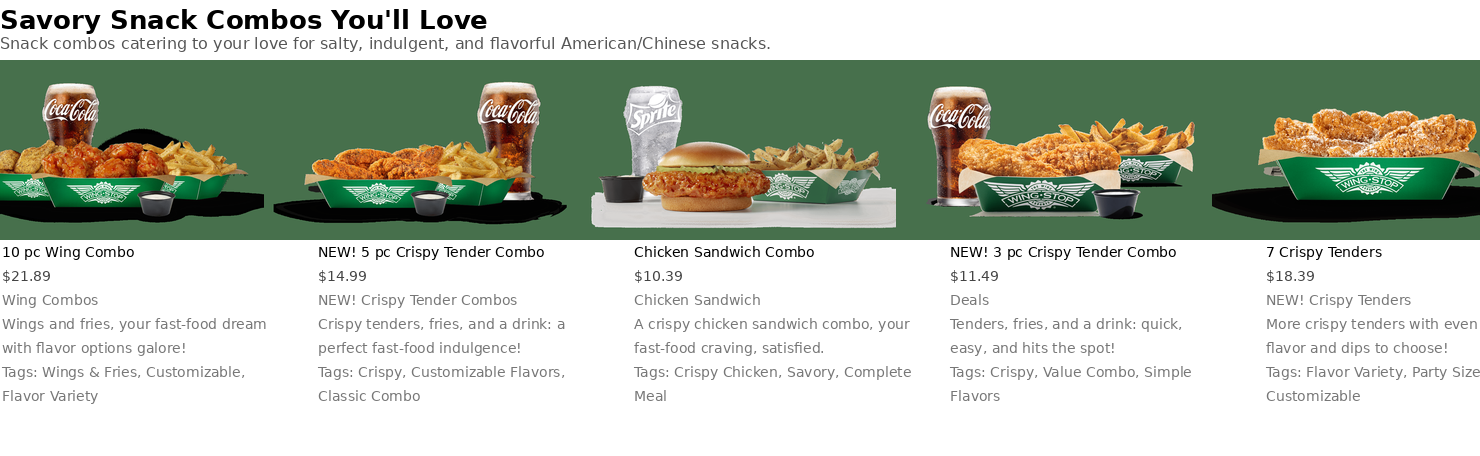 Savory Snack Combos You'll Love
Snack combos catering to your love for salty, indulgent, and flavorful American/Chinese snacks.
Coca-Cola
WING·STOP
Coca-Cola
WING·STOP
Sprite
Coca-Cola
WING·STOP
WING·STOP
10 pc Wing Combo
$21.89
Wing Combos
Wings and fries, your fast-food dream
with flavor options galore!
Tags: Wings & Fries, Customizable,
Flavor Variety
NEW! 5 pc Crispy Tender Combo
$14.99
NEW! Crispy Tender Combos
Crispy tenders, fries, and a drink: a
perfect fast-food indulgence!
Tags: Crispy, Customizable Flavors,
Classic Combo
Chicken Sandwich Combo
$10.39
Chicken Sandwich
A crispy chicken sandwich combo, your
fast-food craving, satisfied.
Tags: Crispy Chicken, Savory, Complete
Meal
NEW! 3 pc Crispy Tender Combo
$11.49
Deals
Tenders, fries, and a drink: quick,
easy, and hits the spot!
Tags: Crispy, Value Combo, Simple
Flavors
7 Crispy Tenders
$18.39
NEW! Crispy Tenders
More crispy tenders with even
flavor and dips to choose!
Tags: Flavor Variety, Party Size
Customizable